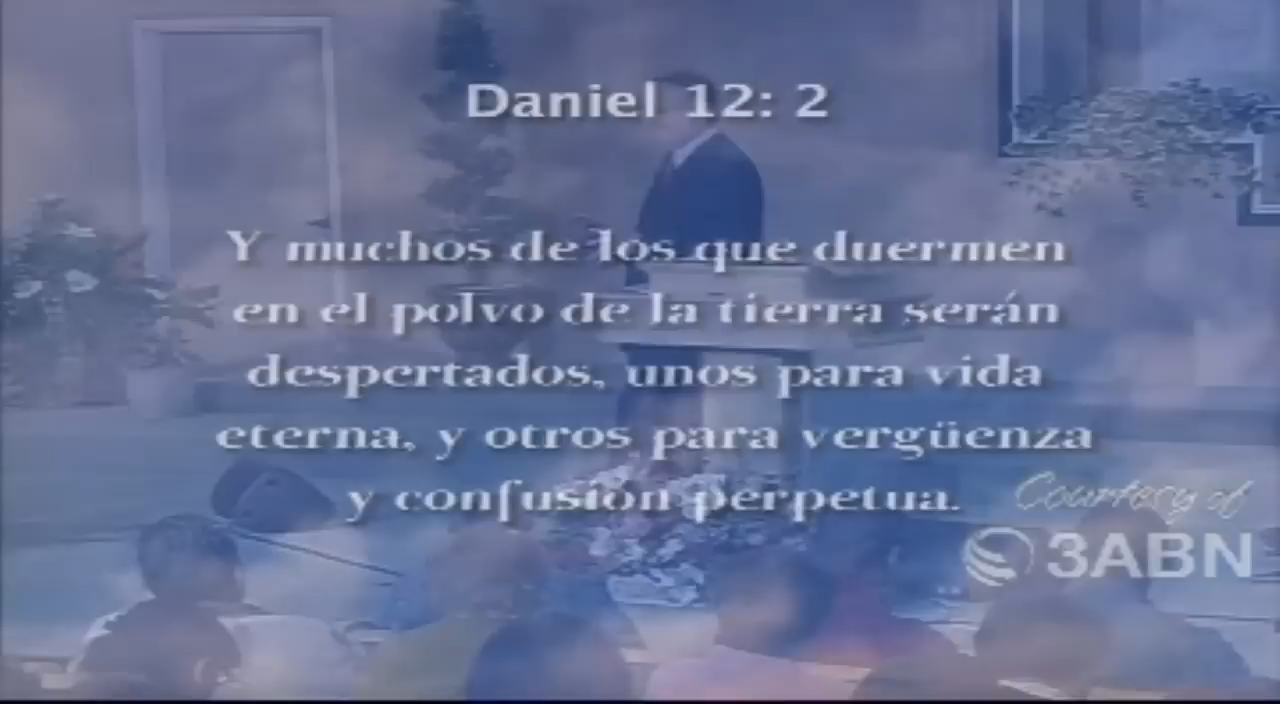 Daniel 12: 2
Y muchos de los que duermen
en el polvo de la tierra serán
despertados, unos para vida
eterna, y otros para vergüenza
y confusión perpetua.
Courtesy of
3ABN